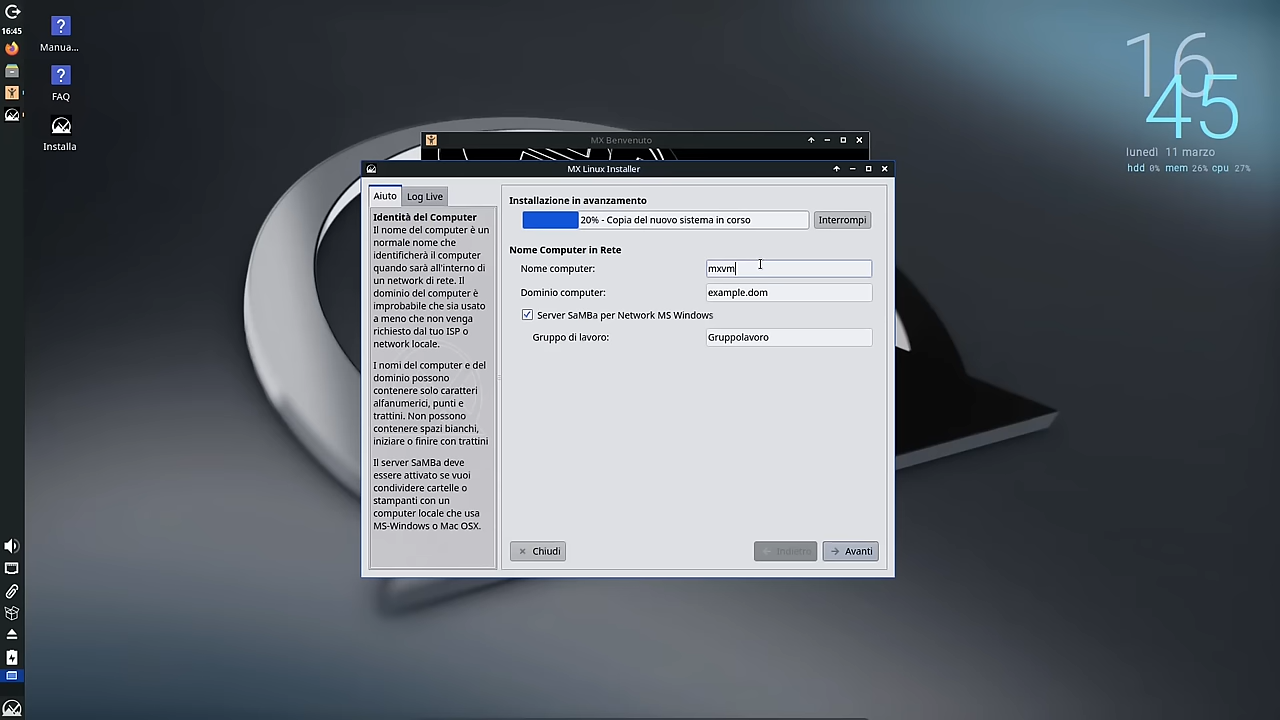 16:45
Manua...
FAQ
Installa
16
45
lunedì 11 marzo
hdd 0% mem 26% cpu 27%
MX Benvenuto
MX Linux Installer
Aiuto
Log Live
Identità del Computer
Il nome del computer è un
normale nome che
identificherà il computer
quando sarà all'interno di
un network di rete. Il
dominio del computer è
improbabile che sia usato
a meno che non venga
richiesto dal tuo ISP o
network locale.
I nomi del computer e del
dominio possono
contenere solo caratteri
alfanumerici, punti e
trattini. Non possono
contenere spazi bianchi,
iniziare o finire con trattini
Il server SaMBa deve
essere attivato se vuoi
condividere cartelle o
stampanti con un
computer locale che usa
MS-Windows o Mac OSX.
Installazione in avanzamento
20% - Copia del nuovo sistema in corso
Interrompi
Nome Computer in Rete
Nome computer:
mxvm
Dominio computer:
example.dom
Server SaMBa per Network MS Windows
Gruppo di lavoro:
Gruppolavoro
Chiudi
Indietro
Avanti